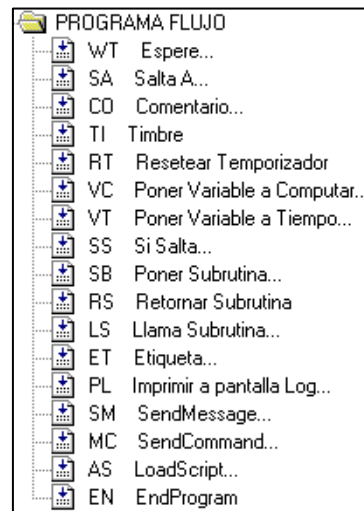 PROGRAMA FLUJO
WT Espere...
SA Salta A...
CO Comentario...
TI Timbre
RT Resetear Temporizador
VC Poner Variable a Computar...
VT Poner Variable a Tiempo...
SS Si Salta...
SB Poner Subrutina...
RS Retornar Subrutina
LS Llama Subrutina...
ET Etiqueta...
PL Imprimir a pantalla Log...
SM SendMessage...
MC SendCommand...
AS LoadScript...
EN EndProgram